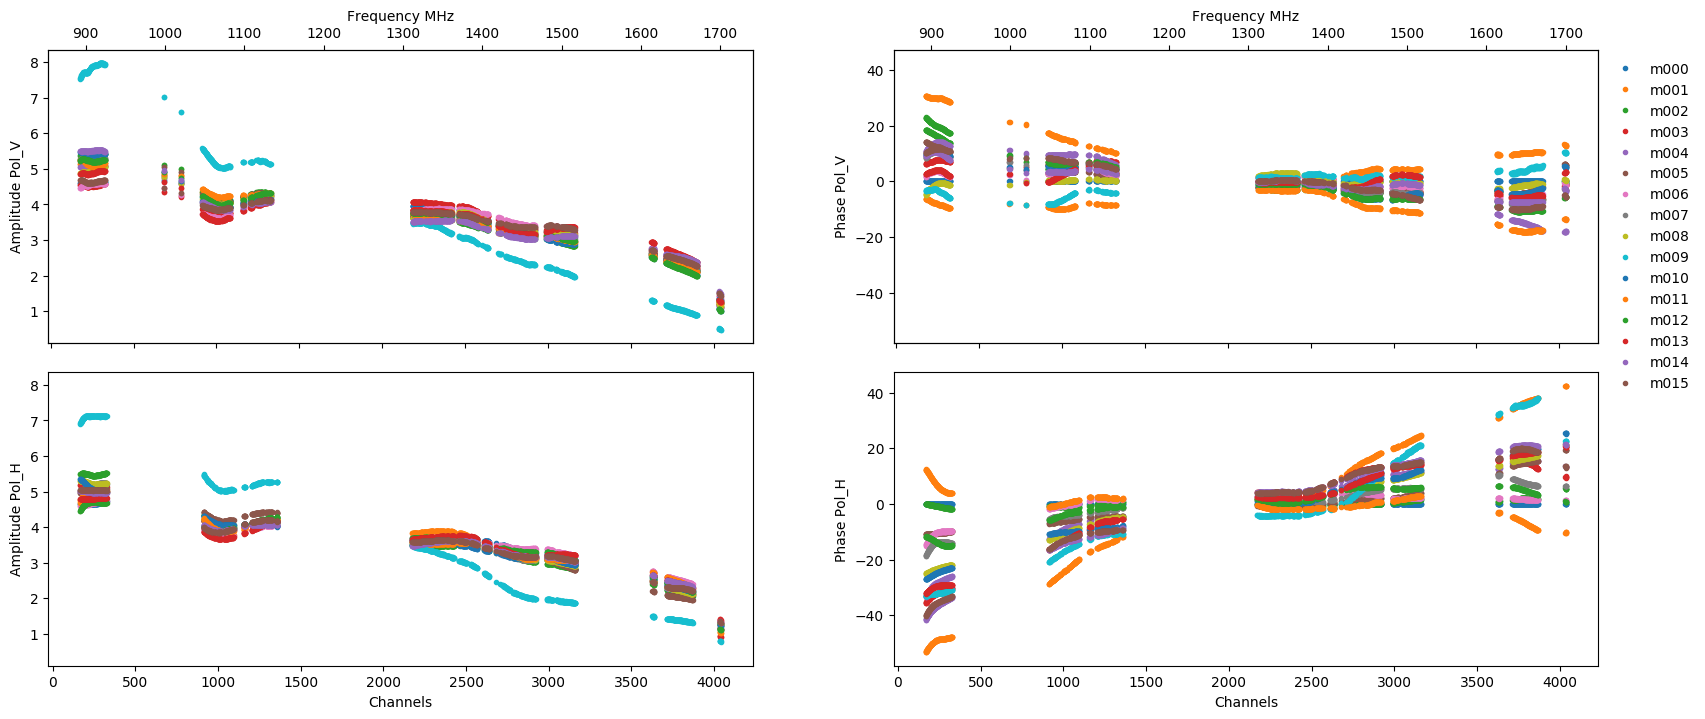 Frequency MHz
900 1000 1100 1200 1300 1400 1500 1600 1700
8
7
6
5
4
3
2
1
Amplitude Pol_V
Frequency MHz
900 1000 1100 1200 1300 1400 1500 1600 1700
40
20
0
−20
−40
Phase Pol_V
m000
m001
m002
m003
m004
m005
m006
m007
m008
m009
m010
m011
m012
m013
m014
m015
8
7
6
5
4
3
2
1
Amplitude Pol_H
0 500 1000 1500 2000 2500 3000 3500 4000
Channels
40
20
0
−20
−40
Phase Pol_H
0 500 1000 1500 2000 2500 3000 3500 4000
Channels